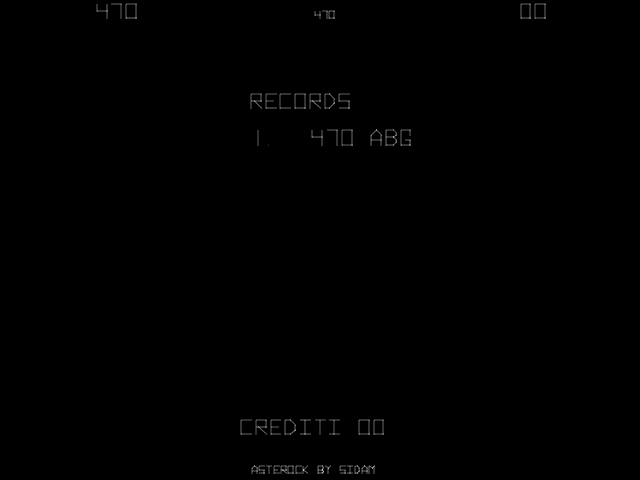 470 470 00
RECORDS
1. 470 ABG
CREDITI 00
ASTEROCK BY SIDAM